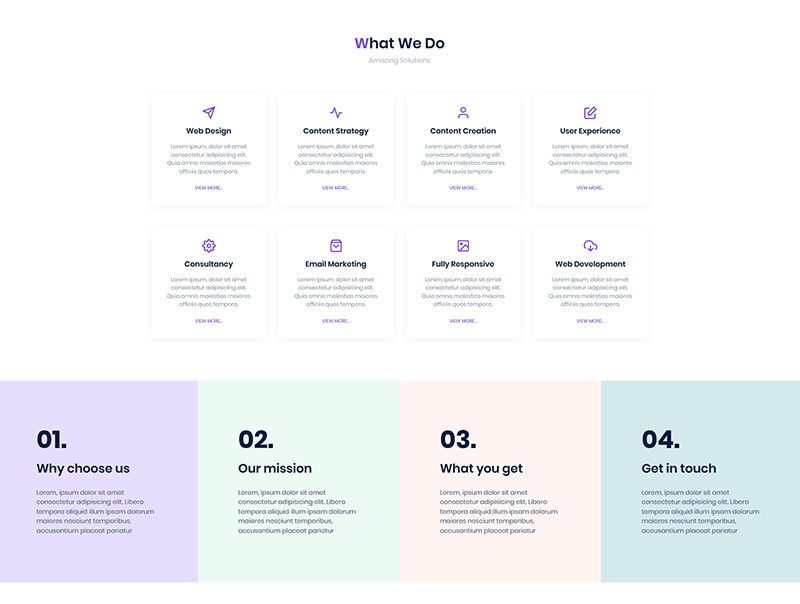 What We Do
Amazing Solutions
Web Design
Lorem ipsum, dolor sit amet
consectetur adipisicing elit.
Quia omnis molestias maiores
officiis quos tempora.
VIEW MORE...
Content Strategy
Lorem ipsum, dolor sit amet
consectetur adipisicing elit.
Quia omnis molestias maiores
officiis quos tempora.
VIEW MORE...
Content Creation
Lorem ipsum, dolor sit amet
consectetur adipisicing elit.
Quia omnis molestias maiores
officiis quos tempora.
VIEW MORE...
User Experience
Lorem ipsum, dolor sit amet
consectetur adipisicing elit.
Quia omnis molestias maiores
officiis quos tempora.
VIEW MORE...
Consultancy
Lorem ipsum, dolor sit amet
consectetur adipisicing elit.
Quia omnis molestias maiores
officiis quos tempora.
VIEW MORE...
Email Marketing
Lorem ipsum, dolor sit amet
consectetur adipisicing elit.
Quia omnis molestias maiores
officiis quos tempora.
VIEW MORE...
Fully Responsive
Lorem ipsum, dolor sit amet
consectetur adipisicing elit.
Quia omnis molestias maiores
officiis quos tempora.
VIEW MORE...
Web Development
Lorem ipsum, dolor sit amet
consectetur adipisicing elit.
Quia omnis molestias maiores
officiis quos tempora.
VIEW MORE...
01.
Why choose us
Lorem, ipsum dolor sit amet
consectetur adipisicing elit. Libero
tempora aliquid illum ipsam dolorum
maiores nesciunt temporibus,
accusantium placeat pariatur
02.
Our mission
Lorem, ipsum dolor sit amet
consectetur adipisicing elit. Libero
tempora aliquid illum ipsam dolorum
maiores nesciunt temporibus,
accusantium placeat pariatur
03.
What you get
Lorem, ipsum dolor sit amet
consectetur adipisicing elit. Libero
tempora aliquid illum ipsam dolorum
maiores nesciunt temporibus,
accusantium placeat pariatur
04.
Get in touch
Lorem, ipsum dolor sit amet
consectetur adipisicing elit. Libero
tempora aliquid illum ipsam dolorum
maiores nesciunt temporibus,
accusantium placeat pariatur